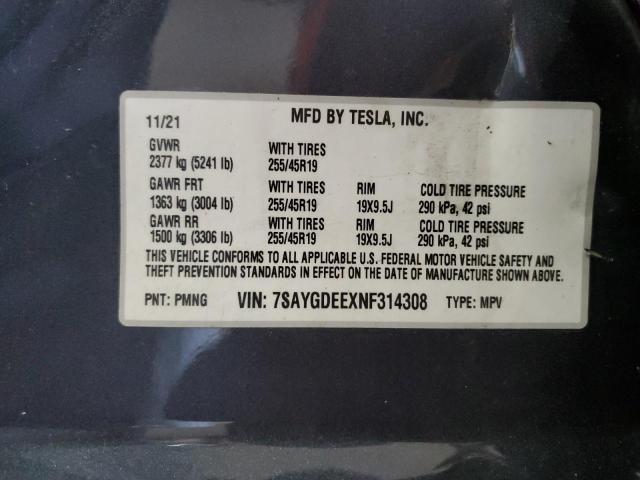 11/21 MFD BY TESLA, INC.
GVWR WITH TIRES
2377 kg (5241 lb) 255/45R19
GAWR FRT WITH TIRES RIM COLD TIRE PRESSURE
1363 kg (3004 lb) 255/45R19 19X9.5J 290 kPa, 42 psi
GAWR RR WITH TIRES RIM COLD TIRE PRESSURE
1500 kg (3306 lb) 255/45R19 19X9.5J 290 kPa, 42 psi
THIS VEHICLE CONFORMS TO ALL APPLICABLE U.S. FEDERAL MOTOR VEHICLE SAFETY AND
THEFT PREVENTION STANDARDS IN EFFECT ON THE DATE OF MANUFACTURE SHOWN ABOVE.
PNT: PMNG VIN: 7SAYGDEEXNF314308 TYPE: MPV